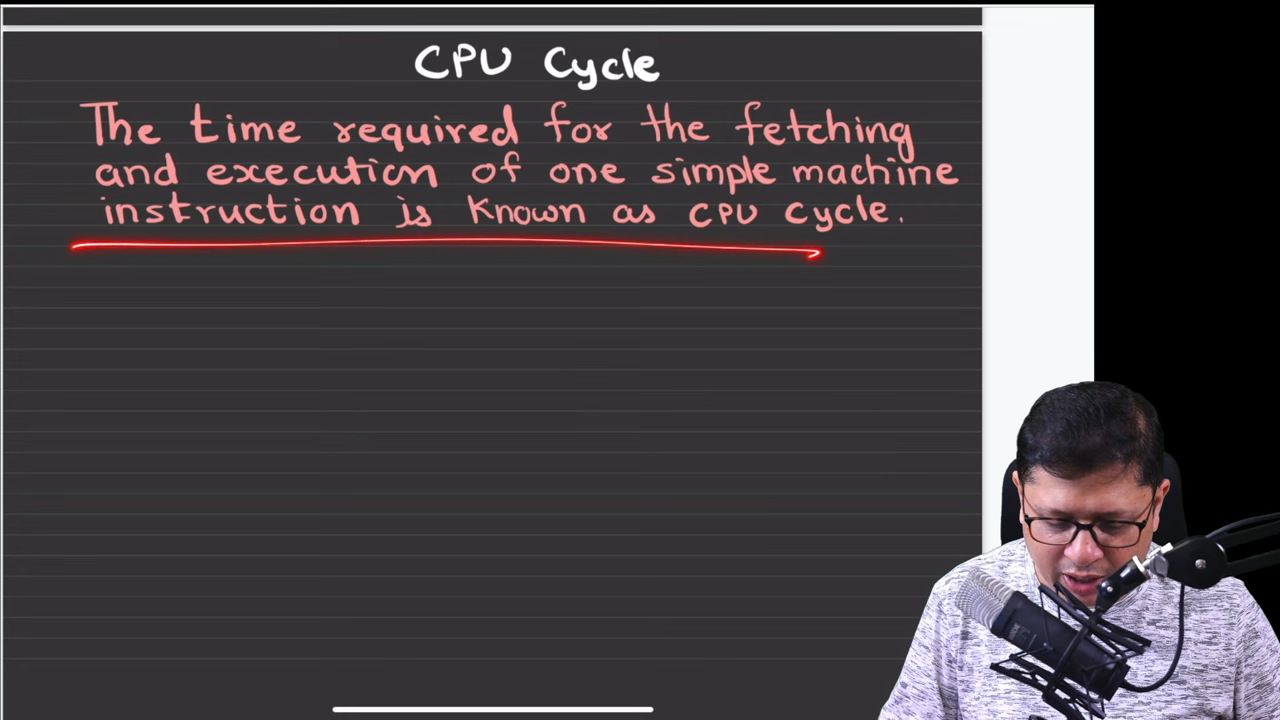 CPU Cycle
The time required for the fetching
and execution of one simple machine
instruction is known as CPU cycle.